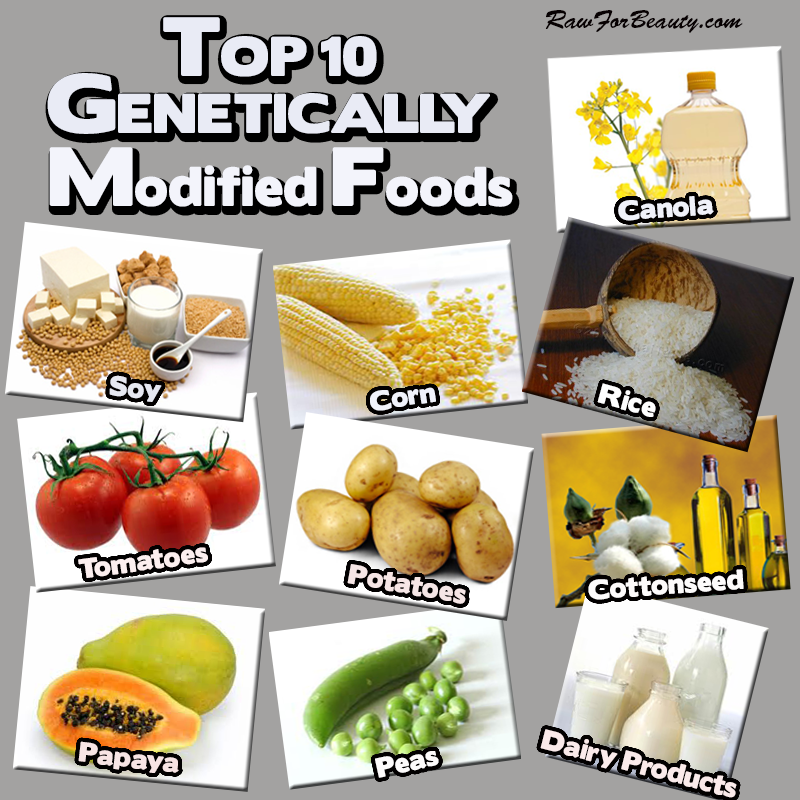 RawForBeauty.com
Top 10
Genetically
Modified Foods
Canola
Soy
Corn
Rice
Tomatoes
Potatoes
Cottonseed
Papaya
Peas
Dairy Products